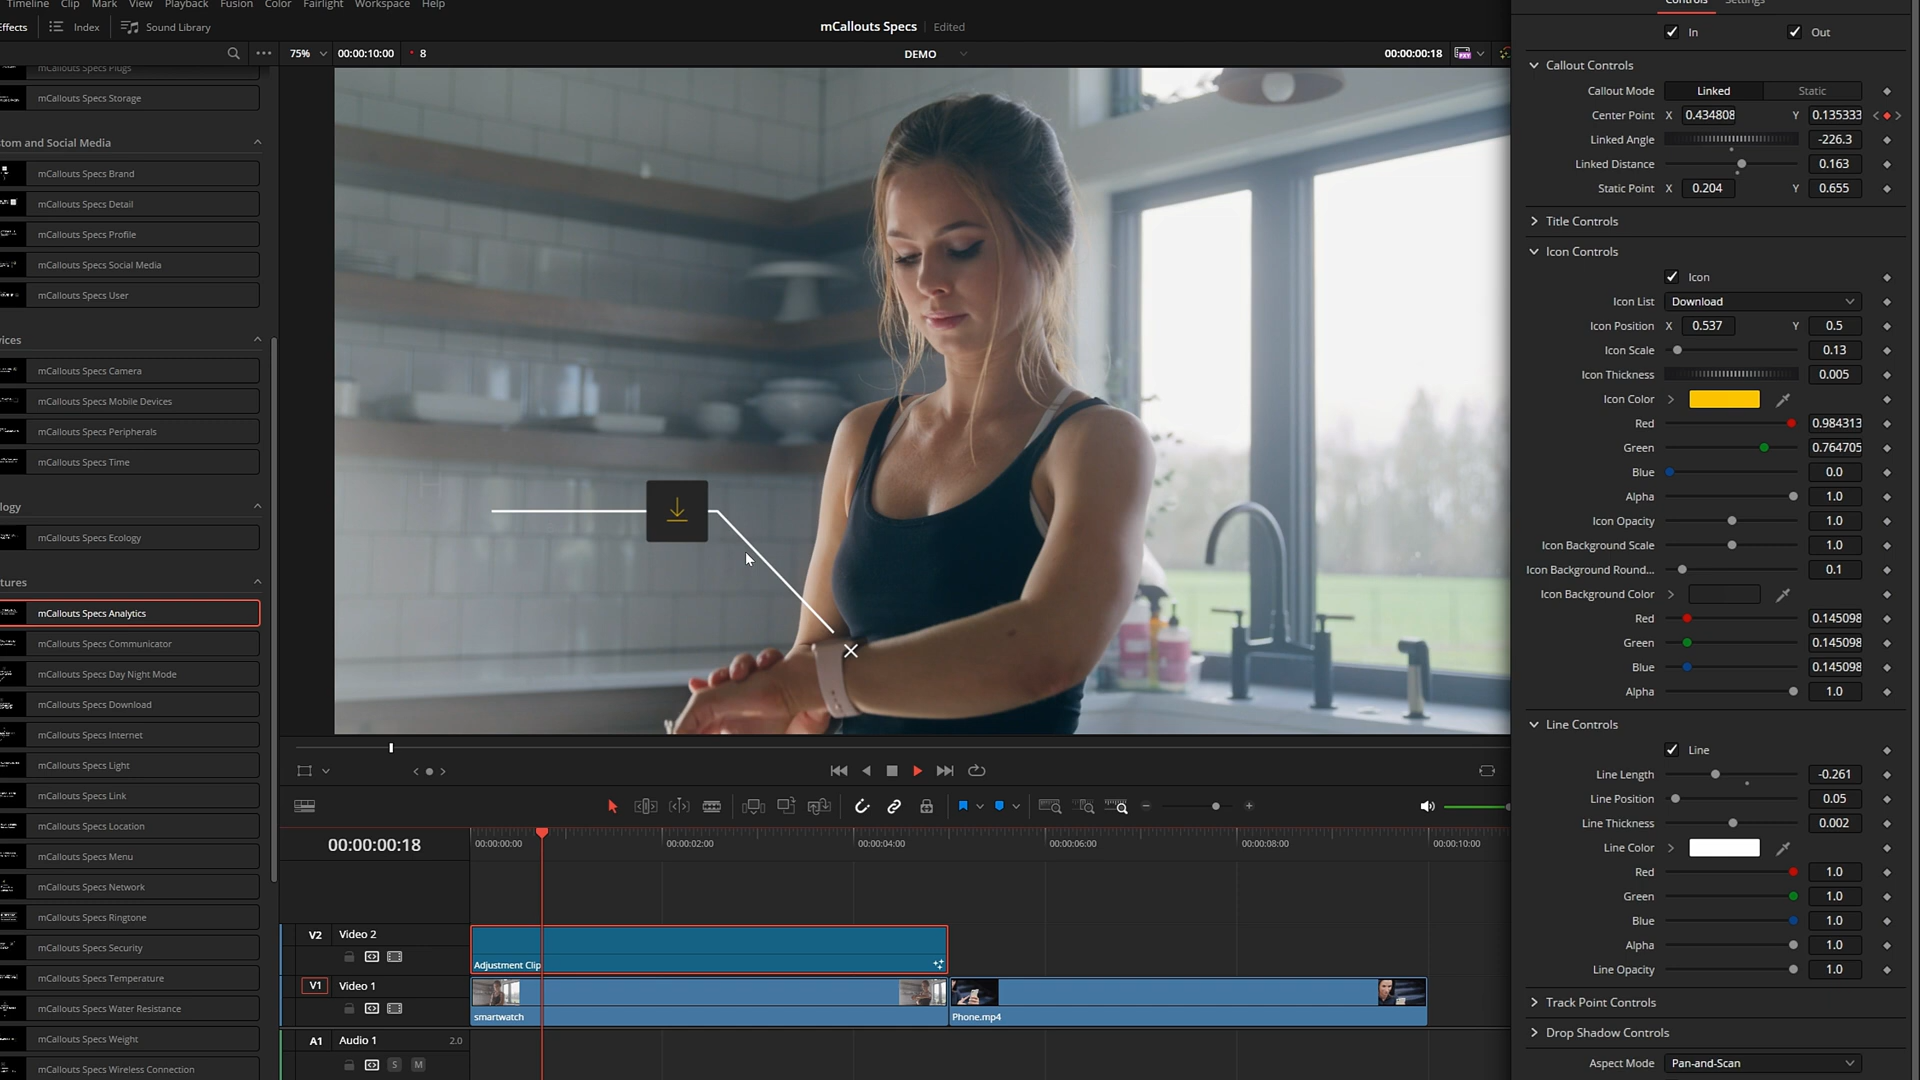 Timeline Clip Mark View Playback Fusion Color Fairlight Workspace Help
Controls Settings
ffects Index Sound Library
mCallouts Specs Edited
75% 00:00:10:00 8
DEMO
00:00:00:18
mCallouts Specs Plugs
mCallouts Specs Storage
tom and Social Media
mCallouts Specs Brand
mCallouts Specs Detail
mCallouts Specs Profile
mCallouts Specs Social Media
mCallouts Specs User
ices
mCallouts Specs Camera
mCallouts Specs Mobile Devices
mCallouts Specs Peripherals
mCallouts Specs Time
logy
mCallouts Specs Ecology
tures
mCallouts Specs Analytics
mCallouts Specs Communicator
mCallouts Specs Day Night Mode
mCallouts Specs Download
mCallouts Specs Internet
mCallouts Specs Light
mCallouts Specs Link
mCallouts Specs Location
mCallouts Specs Menu
mCallouts Specs Network
mCallouts Specs Ringtone
mCallouts Specs Security
mCallouts Specs Temperature
mCallouts Specs Water Resistance
mCallouts Specs Weight
mCallouts Specs Wireless Connection
In Out
Callout Controls
Callout Mode Linked Static
Center Point X 0.434808 Y 0.135333
Linked Angle -226.3
Linked Distance 0.163
Static Point X 0.204 Y 0.655
Title Controls
Icon Controls
Icon
Icon List Download
Icon Position X 0.537 Y 0.5
Icon Scale 0.13
Icon Thickness 0.005
Icon Color
Red 0.984313
Green 0.764705
Blue 0.0
Alpha 1.0
Icon Opacity 1.0
Icon Background Scale 1.0
Icon Background Round... 0.1
Icon Background Color
Red 0.145098
Green 0.145098
Blue 0.145098
Alpha 1.0
Line Controls
Line
Line Length -0.261
Line Position 0.05
Line Thickness 0.002
Line Color
Red 1.0
Green 1.0
Blue 1.0
Alpha 1.0
Line Opacity 1.0
Track Point Controls
Drop Shadow Controls
Aspect Mode Pan-and-Scan
00:00:00:18
00:00:00:00 00:00:02:00 00:00:04:00 00:00:06:00 00:00:08:00 00:00:10:00
V2 Video 2
Adjustment Clip
V1 Video 1
smartwatch Phone.mp4
A1 Audio 1 2.0
S M